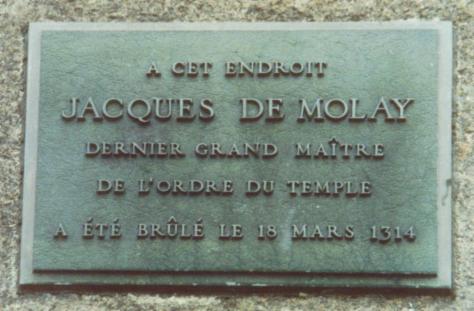 A CET ENDROIT
JACQUES DE MOLAY
DERNIER GRAND MAÎTRE
DE L'ORDRE DU TEMPLE
A ÉTÉ BRÛLÉ LE 18 MARS 1314